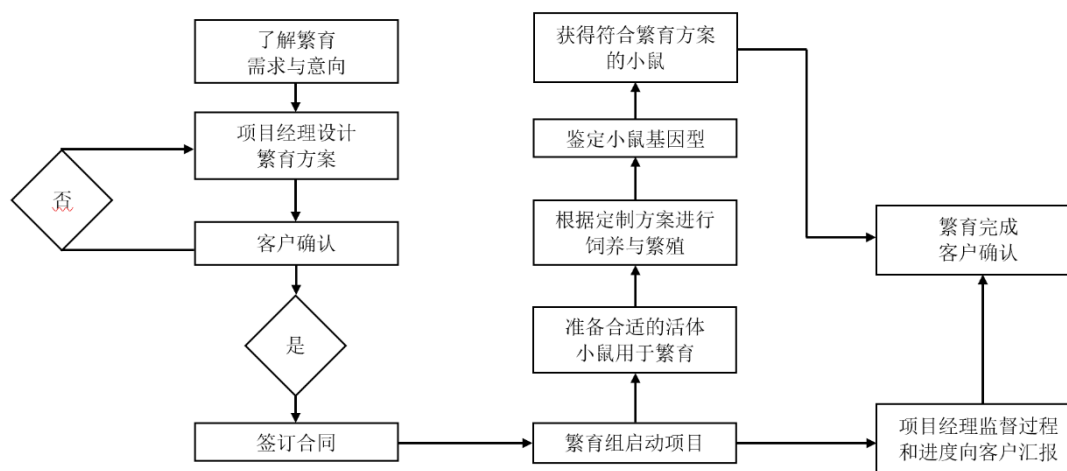 了解繁育
需求与意向
项目经理设计
繁育方案
否
客户确认
是
签订合同
获得符合繁育方案
的小鼠
鉴定小鼠基因型
根据定制方案进行
饲养与繁殖
准备合适的活体
小鼠用于繁育
繁育组启动项目
繁育完成
客户确认
项目经理监督过程
和进度向客户汇报